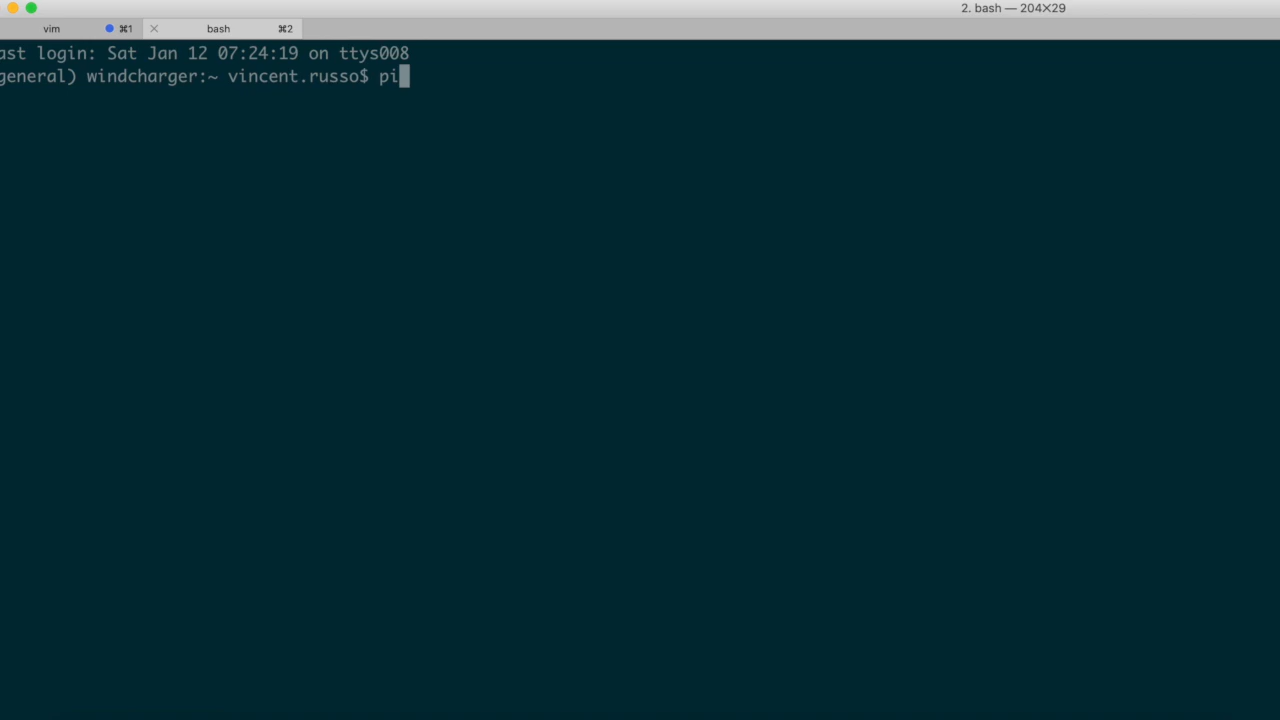 2. bash — 204✕29
vim ⌘1 bash ⌘2
ast login: Sat Jan 12 07:24:19 on ttys008
general) windcharger:~ vincent.russo$ pi